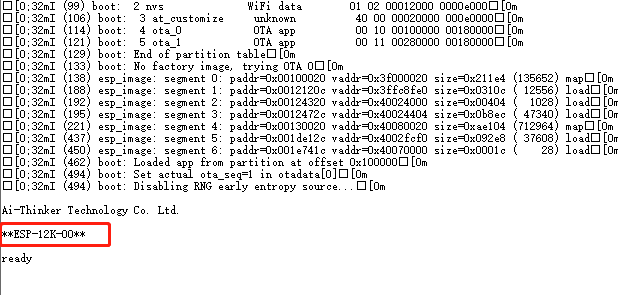 □[0;32mI (99) boot:  2 nvs              WiFi data        01 02 00012000 0000e000□[0m
□[0;32mI (106) boot:  3 at_customize     unknown          40 00 00020000 000e0000□[0m
□[0;32mI (114) boot:  4 ota_0            OTA app          00 10 00100000 00180000□[0m
□[0;32mI (121) boot:  5 ota_1            OTA app          00 11 00280000 00180000□[0m
□[0;32mI (129) boot: End of partition table□[0m
□[0;32mI (133) boot: No factory image, trying OTA 0□[0m
□[0;32mI (138) esp_image: segment 0: paddr=0x00100020 vaddr=0x3f000020 size=0x211e4 (135652) map□[0m
□[0;32mI (188) esp_image: segment 1: paddr=0x0012120c vaddr=0x3ffc8fe0 size=0x0310c ( 12556) load□[0m
□[0;32mI (192) esp_image: segment 2: paddr=0x00124320 vaddr=0x40024000 size=0x00404 (  1028) load□[0m
□[0;32mI (195) esp_image: segment 3: paddr=0x0012472c vaddr=0x40024404 size=0x0b8ec ( 47340) load□[0m
□[0;32mI (221) esp_image: segment 4: paddr=0x00130020 vaddr=0x40080020 size=0xae104 (712964) map□[0m
□[0;32mI (437) esp_image: segment 5: paddr=0x001de12c vaddr=0x4002fcf0 size=0x092e8 ( 37608) load□[0m
□[0;32mI (450) esp_image: segment 6: paddr=0x001e741c vaddr=0x40070000 size=0x0001c (    28) load□[0m
□[0;32mI (462) boot: Loaded app from partition at offset 0x100000□[0m
□[0;32mI (494) boot: Set actual ota_seq=1 in otadata[0]□[0m
□[0;32mI (494) boot: Disabling RNG early entropy source...□[0m
Ai-Thinker Technology Co. Ltd.
**ESP-12K-00**
ready